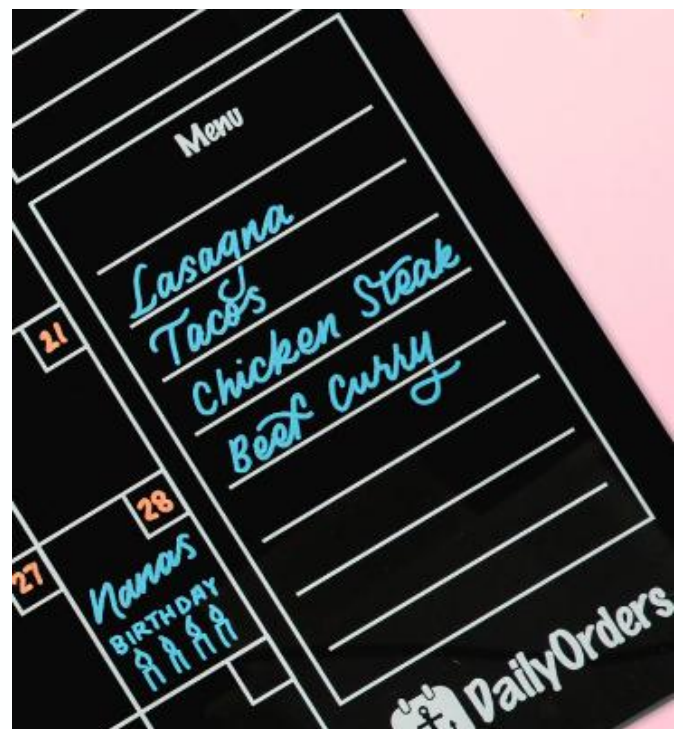 Menu
Lasagna
Tacos
Chicken Steak
Beef Curry
21
28
27
Nanas
BIRTHDAY
DailyOrders